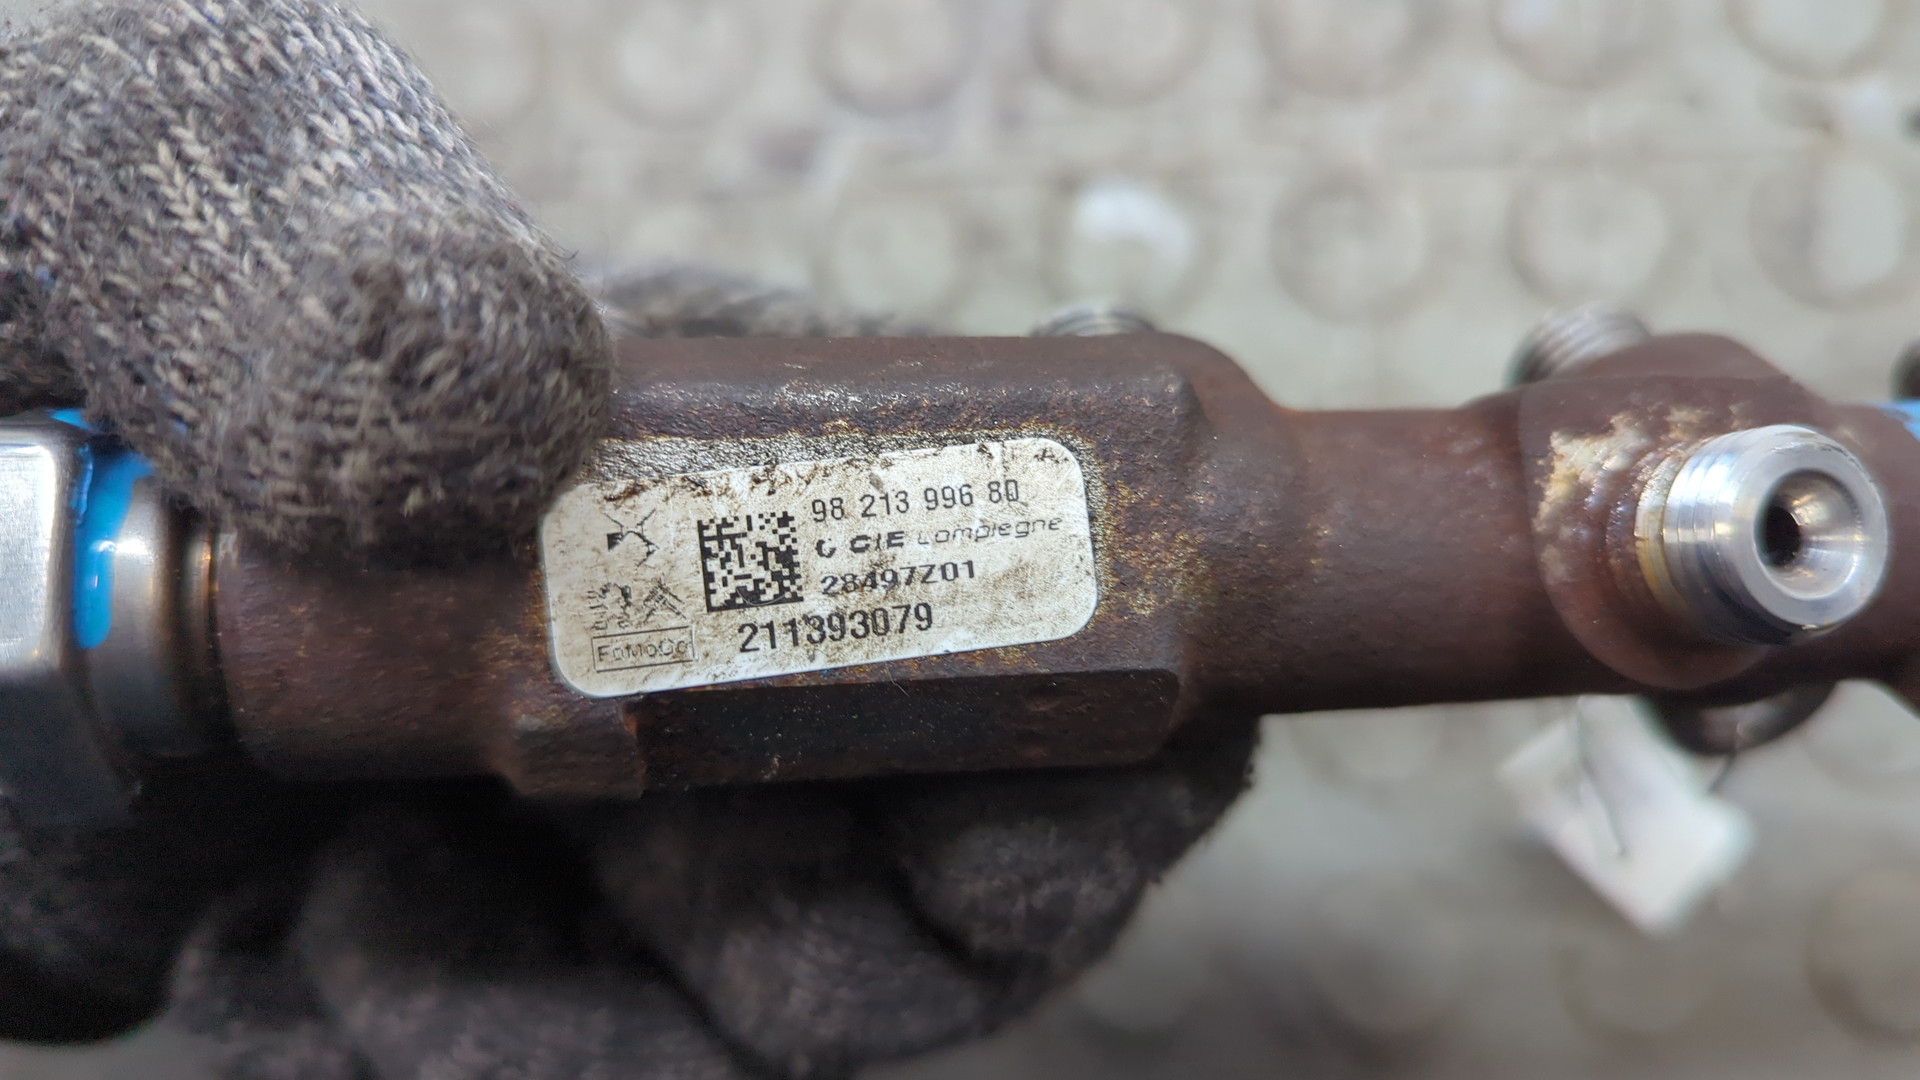 98 213 996 80
CIE Compiegne
28497Z01
211393079
FoMoCo